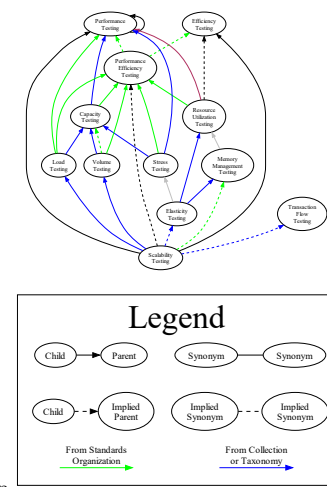 Performance
Testing
Efficiency
Testing
Performance
Efficiency
Testing
Capacity
Testing
Resource
Utilization
Testing
Load
Testing
Volume
Testing
Stress
Testing
Memory
Management
Testing
Elasticity
Testing
Transaction
Flow
Testing
Scalability
Testing
Legend
Child
Parent
Synonym
Synonym
Child
Implied
Parent
Implied
Synonym
Implied
Synonym
From Standards
Organization
From Collection
or Taxonomy